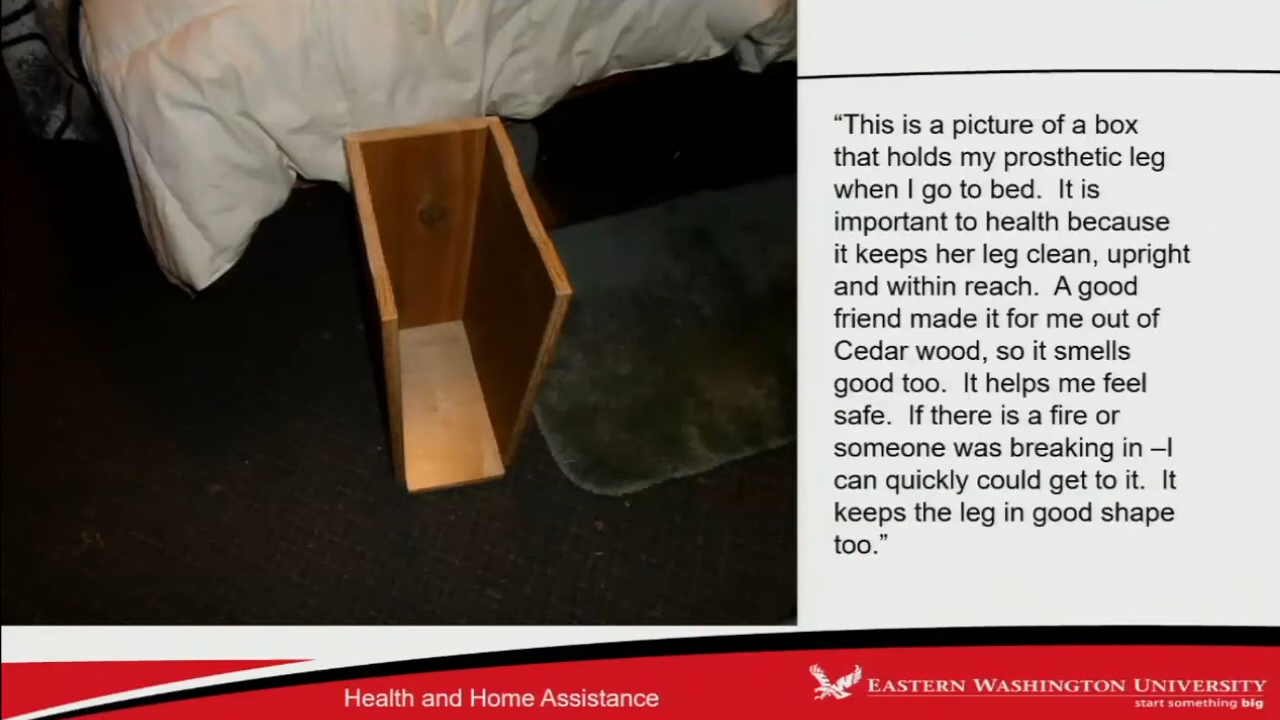 “This is a picture of a box
that holds my prosthetic leg
when I go to bed.  It is
important to health because
it keeps her leg clean, upright
and within reach.  A good
friend made it for me out of
Cedar wood, so it smells
good too.  It helps me feel
safe.  If there is a fire or
someone was breaking in –I
can quickly could get to it.  It
keeps the leg in good shape
too.”
Health and Home Assistance
EASTERN WASHINGTON UNIVERSITY
start something big